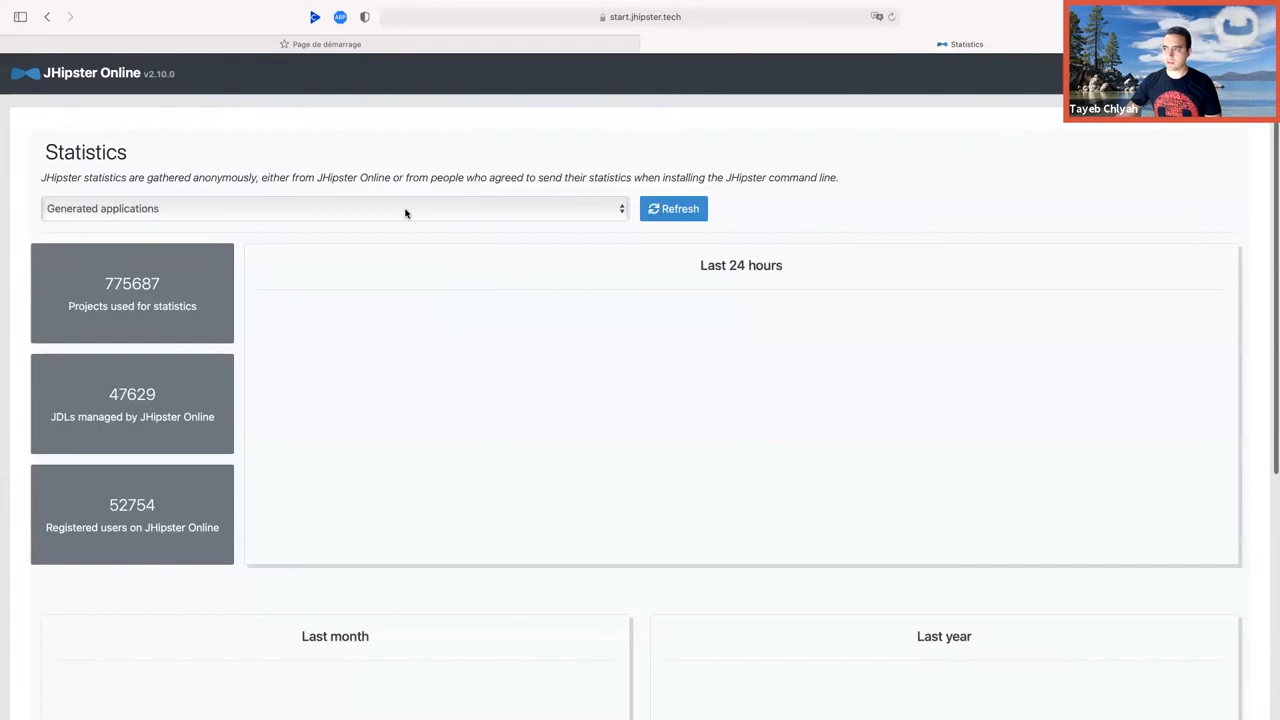 start.jhipster.tech
Page de démarrage
Statistics
JHipster Online v2.10.0
ABP
Tayeb Chlyah
Statistics
JHipster statistics are gathered anonymously, either from JHipster Online or from people who agreed to send their statistics when installing the JHipster command line.
Generated applications
Refresh
775687
Projects used for statistics
47629
JDLs managed by JHipster Online
52754
Registered users on JHipster Online
Last 24 hours
Last month
Last year